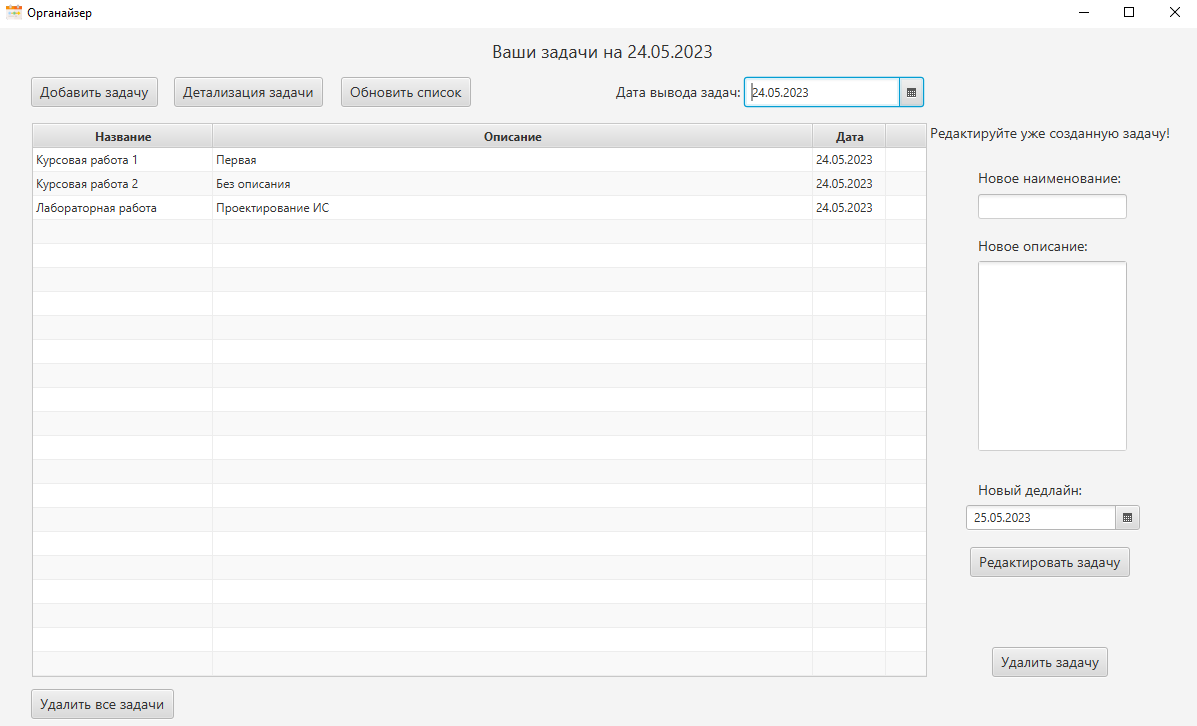 Органайзер
Ваши задачи на 24.05.2023
Добавить задачу Детализация задачи Обновить список Дата вывода задач: 24.05.2023
Название Описание Дата
Курсовая работа 1 Первая 24.05.2023
Курсовая работа 2 Без описания 24.05.2023
Лабораторная работа Проектирование ИС 24.05.2023
Редактируйте уже созданную задачу!
Новое наименование:
Новое описание:
Новый дедлайн:
25.05.2023
Редактировать задачу
Удалить задачу
Удалить все задачи